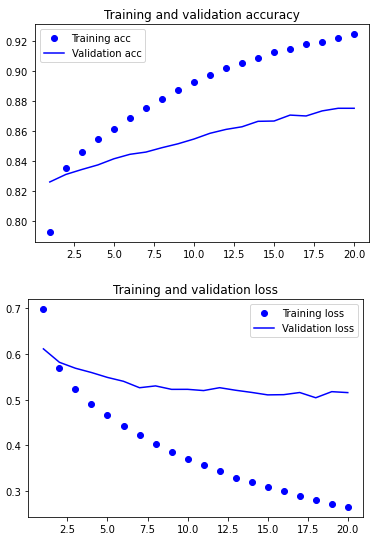 Training and validation accuracy
Training acc
Validation acc
0.92
0.90
0.88
0.86
0.84
0.82
0.80
2.5 5.0 7.5 10.0 12.5 15.0 17.5 20.0
Training and validation loss
Training loss
Validation loss
0.7
0.6
0.5
0.4
0.3
2.5 5.0 7.5 10.0 12.5 15.0 17.5 20.0